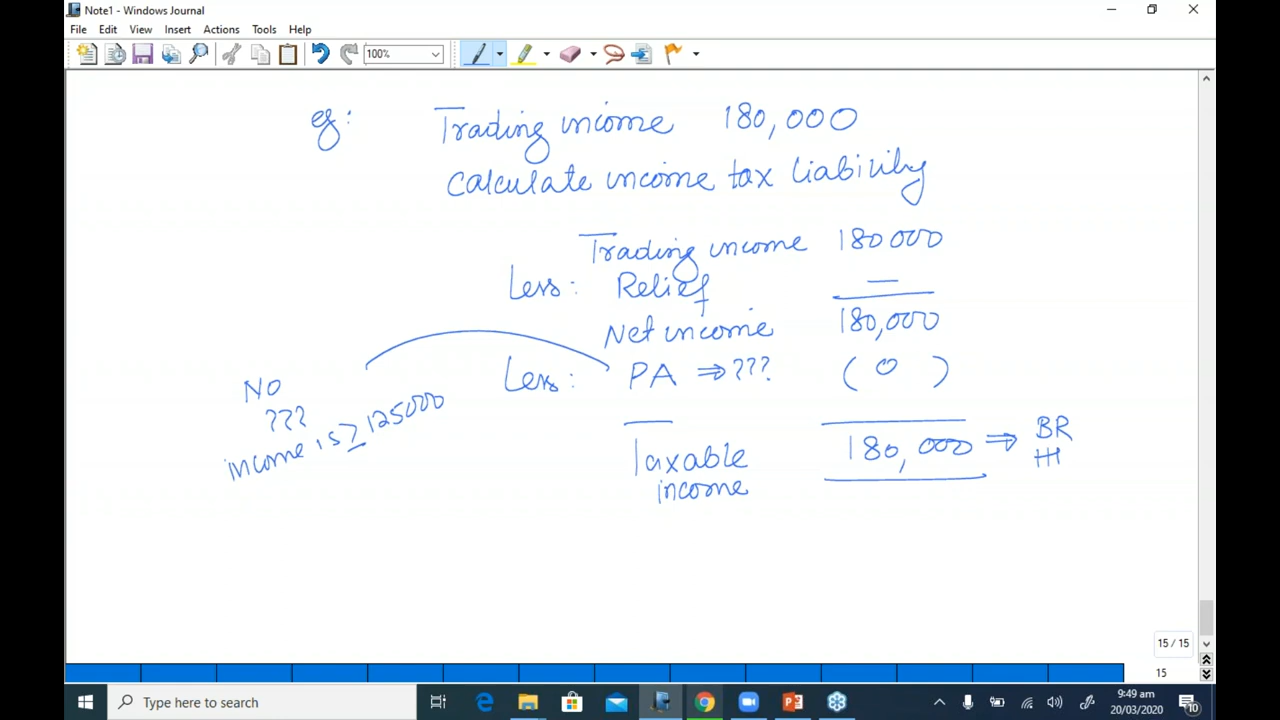 Note1 - Windows Journal
File Edit View Insert Actions Tools Help
100%
eg: Trading income 180,000
Calculate income tax liability
Trading income 180000
Less: Relief —
Net income 180,000
Less: PA ⇒ ??? ( 0 )
NO
???
income is ≥ 125000
Taxable 180,000 ⇒ BR
income
15 / 15
15
Type here to search
9:49 am
20/03/2020
10